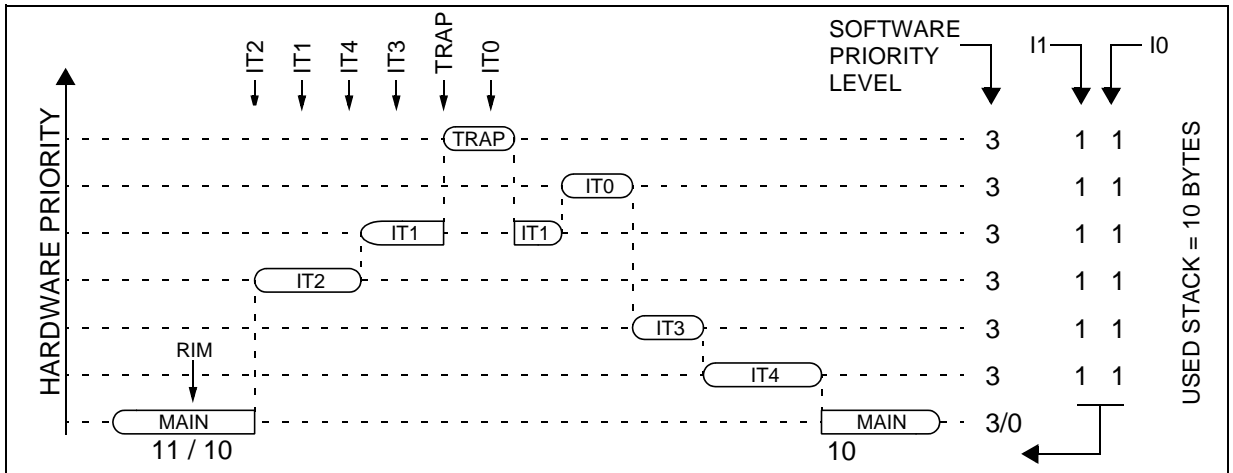 IT2
IT1
IT4
IT3
TRAP
IT0
SOFTWARE
PRIORITY
LEVEL
I1
I0
HARDWARE PRIORITY
TRAP
3
1 1
IT0
3
1 1
IT1
IT1
3
1 1
IT2
3
1 1
IT3
3
1 1
RIM
IT4
3
1 1
MAIN
MAIN
3/0
11 / 10
10
USED STACK = 10 BYTES